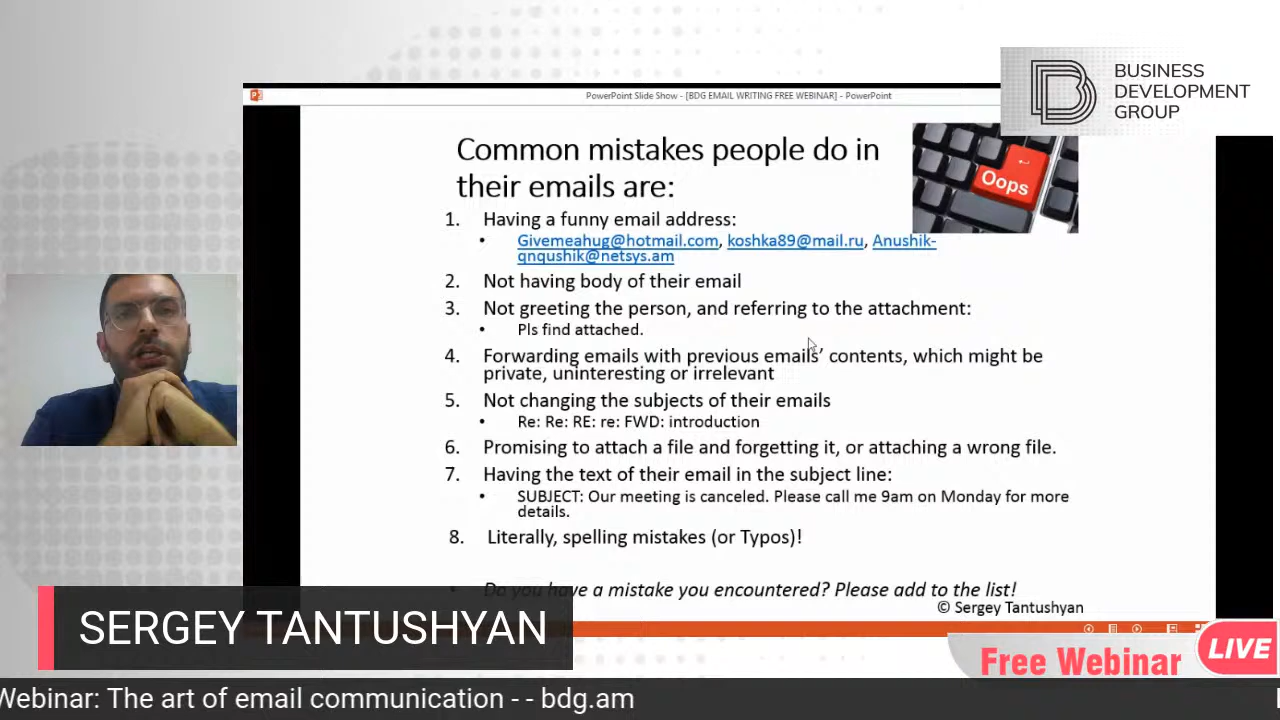 PowerPoint Slide Show - [BDG EMAIL WRITING FREE WEBINAR] - PowerPoint
BUSINESS
DEVELOPMENT
GROUP
Common mistakes people do in
their emails are:
Oops
1. Having a funny email address:
• Givemeahug@hotmail.com, koshka89@mail.ru, Anushik-
qnqushik@netsys.am
2. Not having body of their email
3. Not greeting the person, and referring to the attachment:
• Pls find attached.
4. Forwarding emails with previous emails’ contents, which might be
private, uninteresting or irrelevant
5. Not changing the subjects of their emails
• Re: Re: RE: re: FWD: introduction
6. Promising to attach a file and forgetting it, or attaching a wrong file.
7. Having the text of their email in the subject line:
• SUBJECT: Our meeting is canceled. Please call me 9am on Monday for more
details.
8. Literally, spelling mistakes (or Typos)!
• Do you have a mistake you encountered? Please add to the list!
© Sergey Tantushyan
SERGEY TANTUSHYAN
Free Webinar
LIVE
Webinar: The art of email communication - - bdg.am